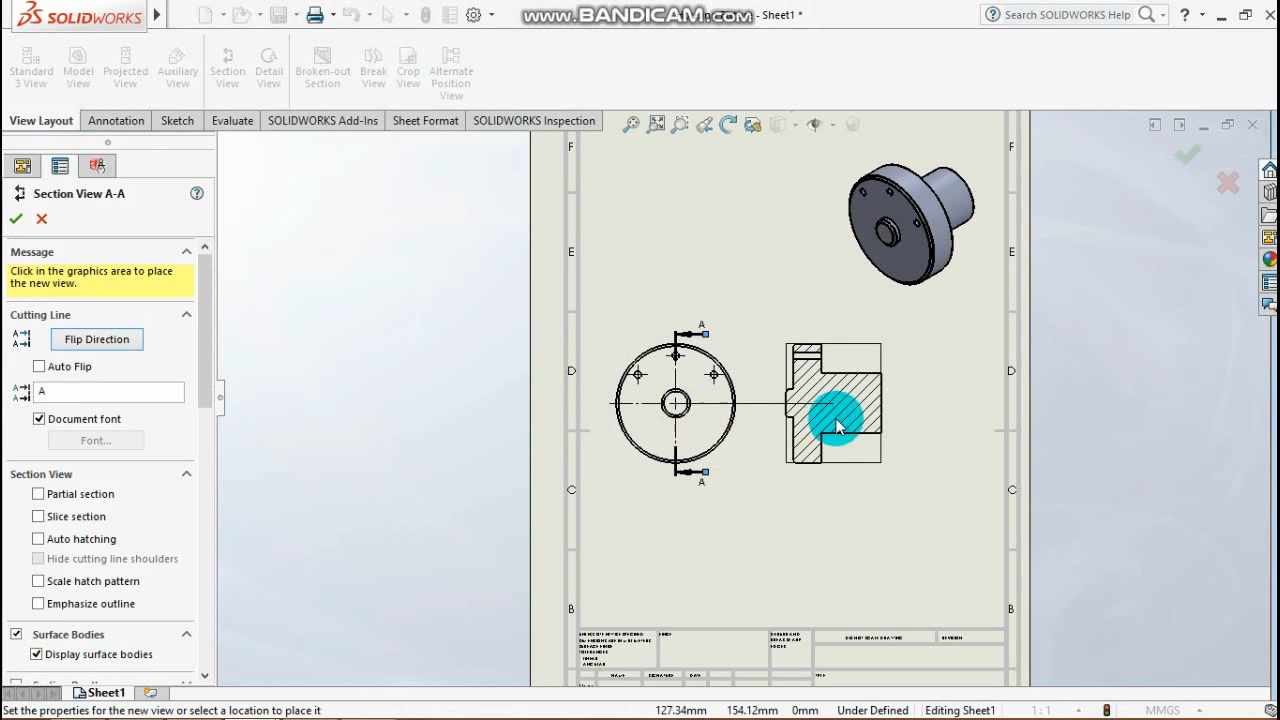 SOLIDWORKS
www.BANDICAM.com
- Sheet1 *
Search SOLIDWORKS Help
?
Standard 3 View
Model View
Projected View
Auxiliary View
Section View
Detail View
Broken-out Section
Break View
Crop View
Alternate Position View
View Layout
Annotation
Sketch
Evaluate
SOLIDWORKS Add-Ins
Sheet Format
SOLIDWORKS Inspection
Section View A-A
Message
Click in the graphics area to place
the new view.
Cutting Line
Flip Direction
Auto Flip
A
Document font
Font...
Section View
Partial section
Slice section
Auto hatching
Hide cutting line shoulders
Scale hatch pattern
Emphasize outline
Surface Bodies
Display surface bodies
F
F
E
E
A
D
D
A
C
C
B
B
Sheet1
Set the properties for the new view or select a location to place it
127.34mm
154.12mm
0mm
Under Defined
Editing Sheet1
1 : 1
MMGS